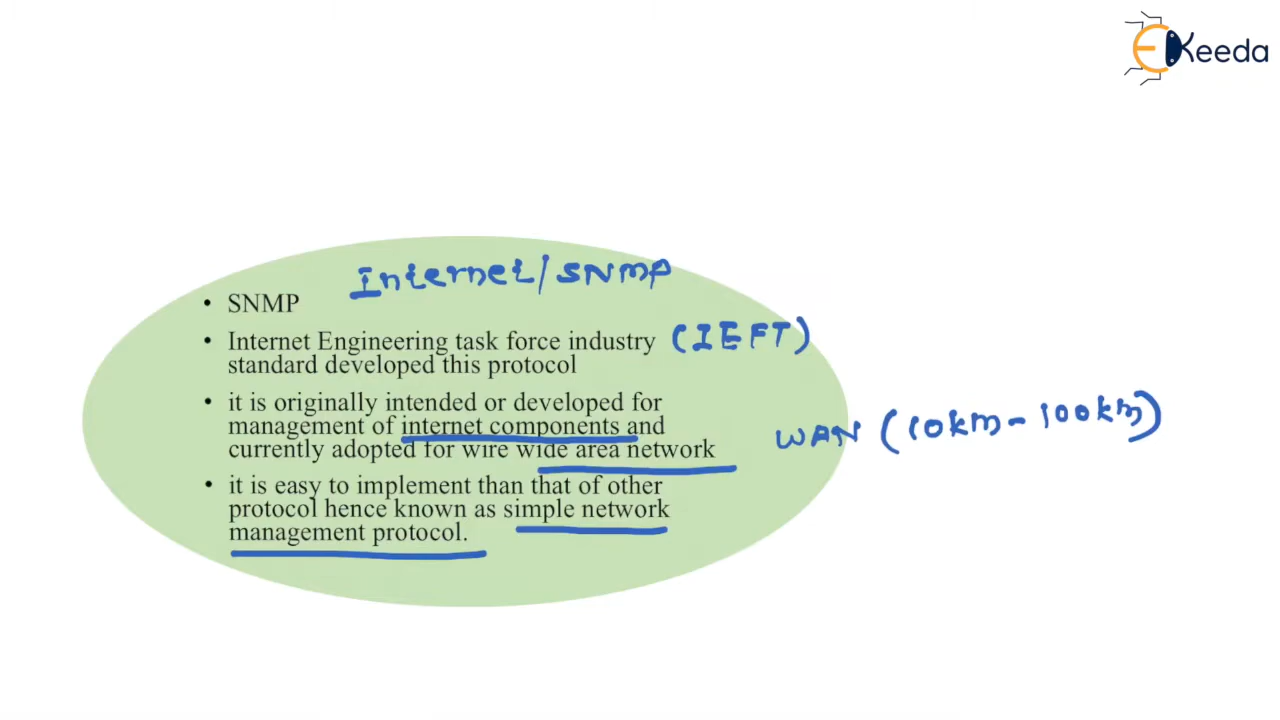 EKeeda
Internet/SNMP
• SNMP
• Internet Engineering task force industry (IEFT)
standard developed this protocol
• it is originally intended or developed for
management of internet components and
currently adopted for wire wide area network WAN (10km-100km)
• it is easy to implement than that of other
protocol hence known as simple network
management protocol.